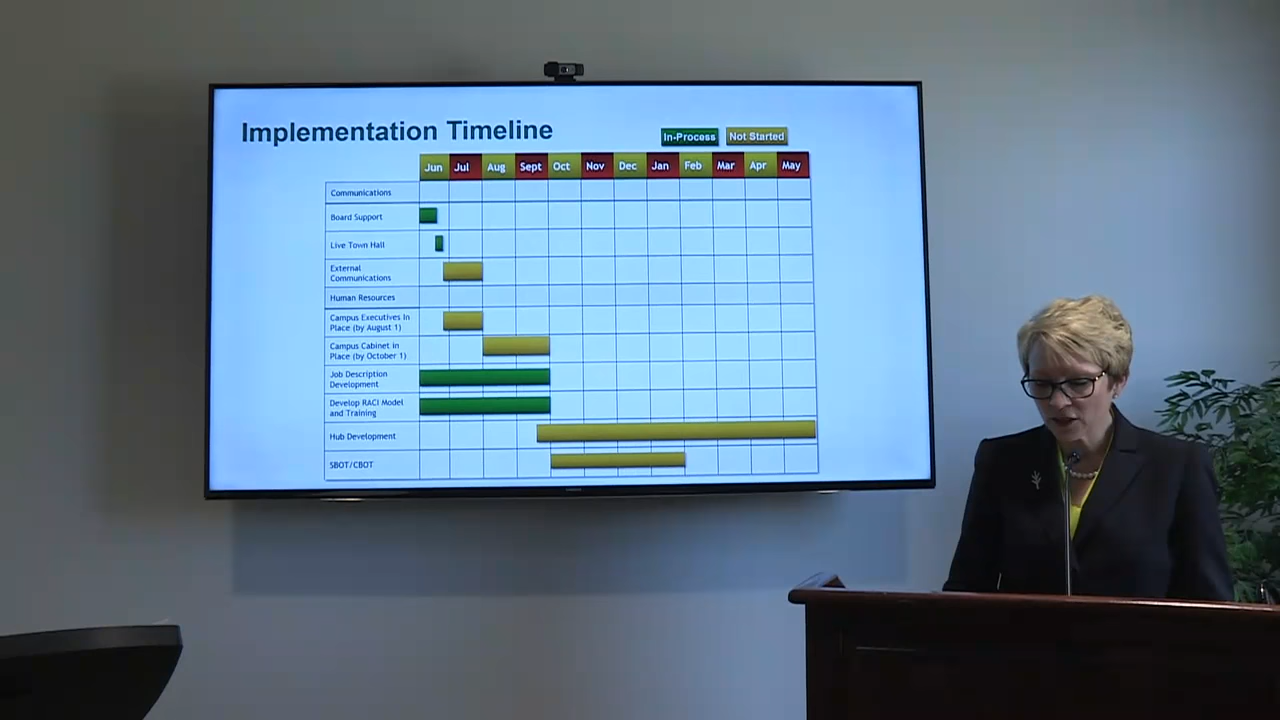 Implementation Timeline
In-Process Not Started
Jun Jul Aug Sept Oct Nov Dec Jan Feb Mar Apr May
Communications
Board Support
Live Town Hall
External
Communications
Human Resources
Campus Executives in
Place (by August 1)
Campus Cabinet in
Place (by October 1)
Job Description
Development
Develop RACI Model
and Training
Hub Development
SBOT/CBOT